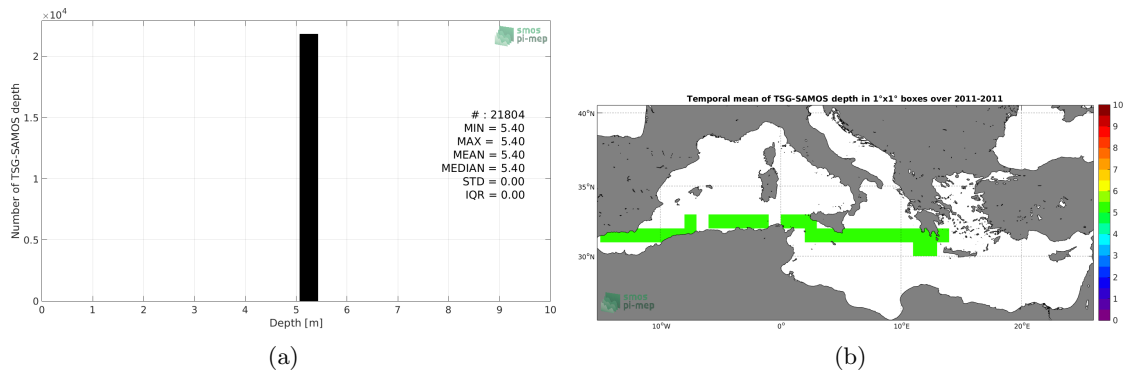 ×10⁴
smos
pi-mep
2
1.5
1
0.5
0
Number of TSG-SAMOS depth
# : 21804
MIN = 5.40
MAX = 5.40
MEAN = 5.40
MEDIAN = 5.40
STD = 0.00
IQR = 0.00
0 1 2 3 4 5 6 7 8 9 10
Depth [m]
(a)
Temporal mean of TSG-SAMOS depth in 1°x1° boxes over 2011-2011
40°N
35°N
30°N
smos
pi-mep
10°W 0° 10°E 20°E
10
9
8
7
6
5
4
3
2
1
0
(b)